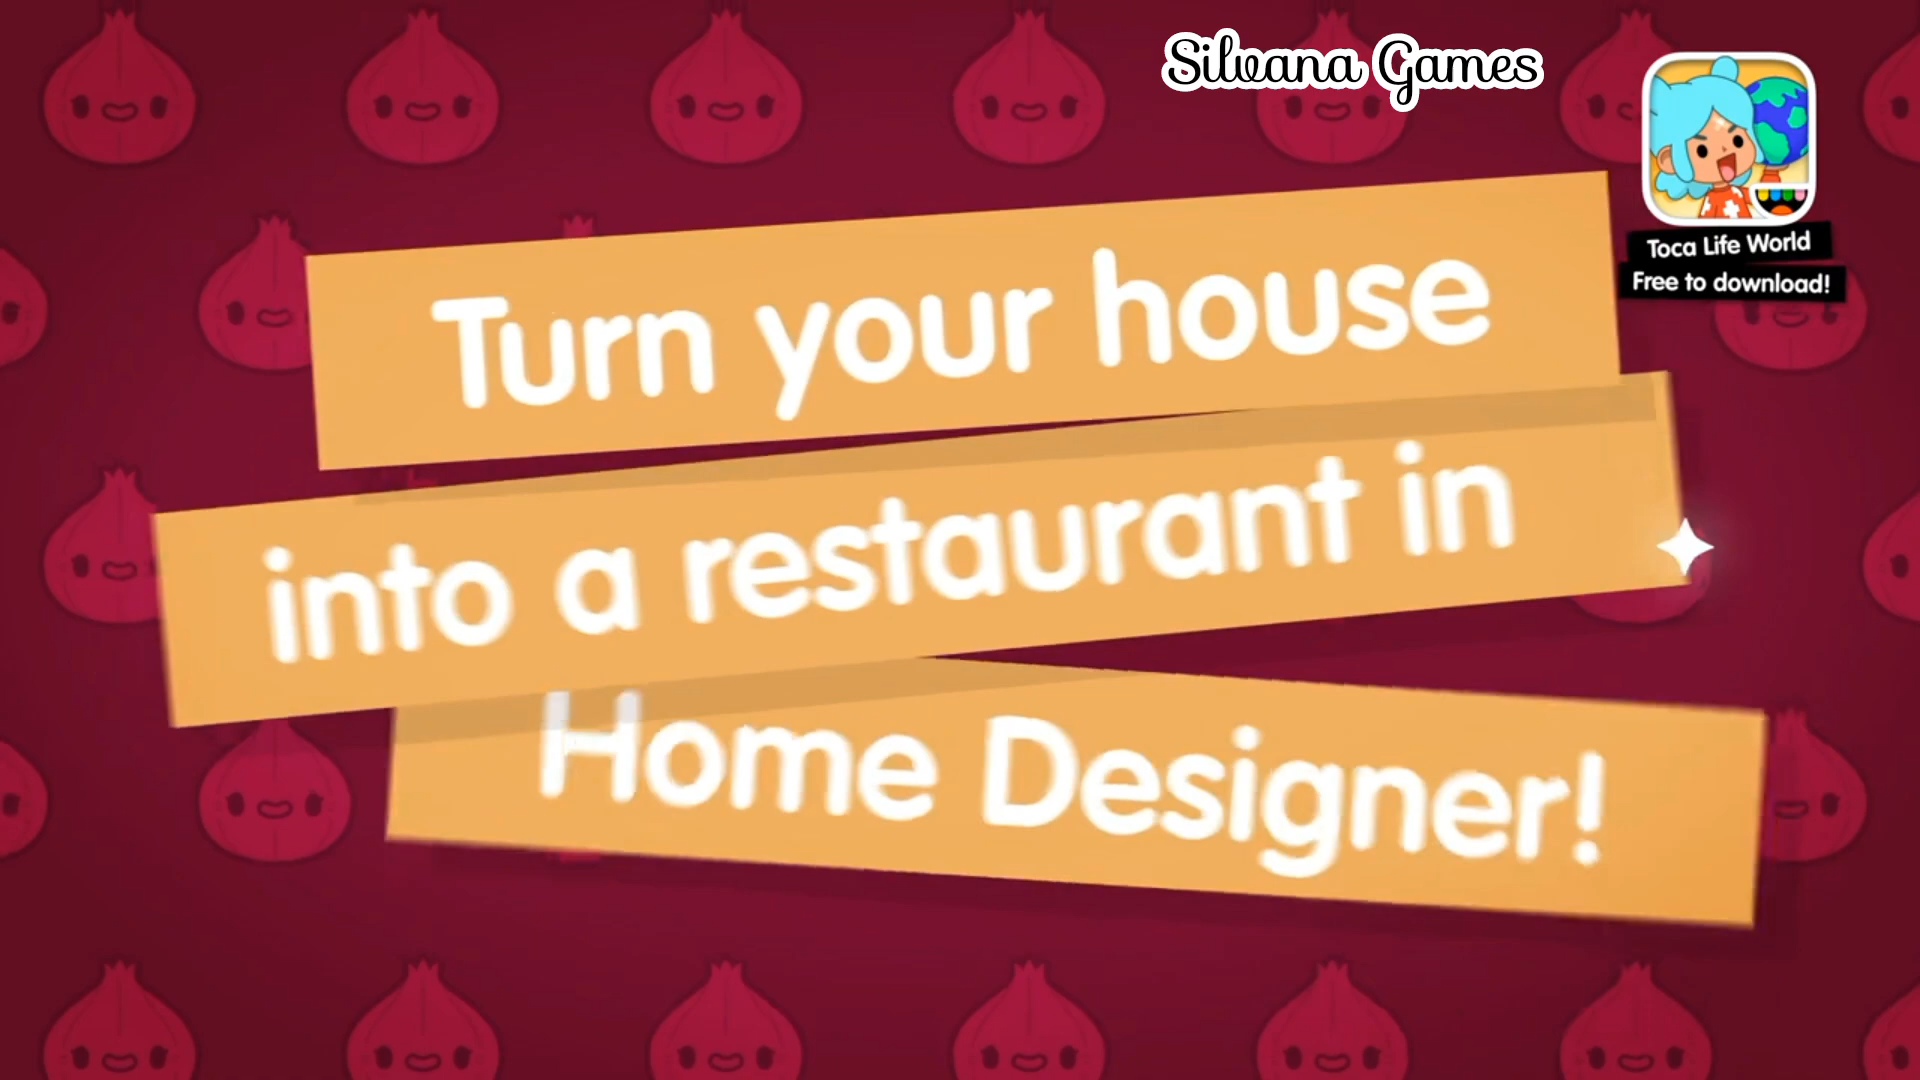 Silvana Games
Toca Life World
Free to download!
Turn your house
into a restaurant in
Home Designer!